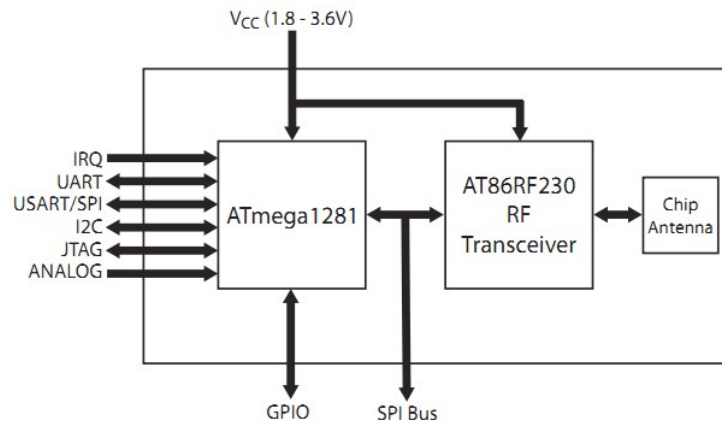 VCC (1.8 - 3.6V)
IRQ
UART
USART/SPI
I2C
JTAG
ANALOG
ATmega1281
AT86RF230
RF
Transceiver
Chip
Antenna
GPIO
SPI Bus